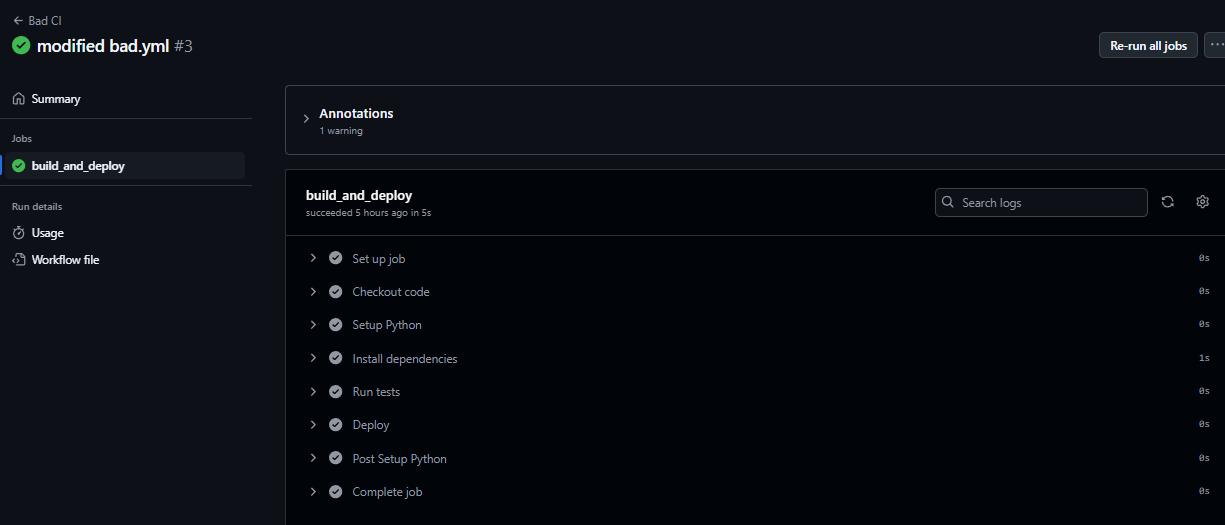 Bad CI
modified bad.yml #3
Re-run all jobs
Summary
Jobs
build_and_deploy
Run details
Usage
Workflow file
Annotations
1 warning
build_and_deploy
succeeded 5 hours ago in 5s
Search logs
Set up job 0s
Checkout code 0s
Setup Python 0s
Install dependencies 1s
Run tests 0s
Deploy 0s
Post Setup Python 0s
Complete job 0s